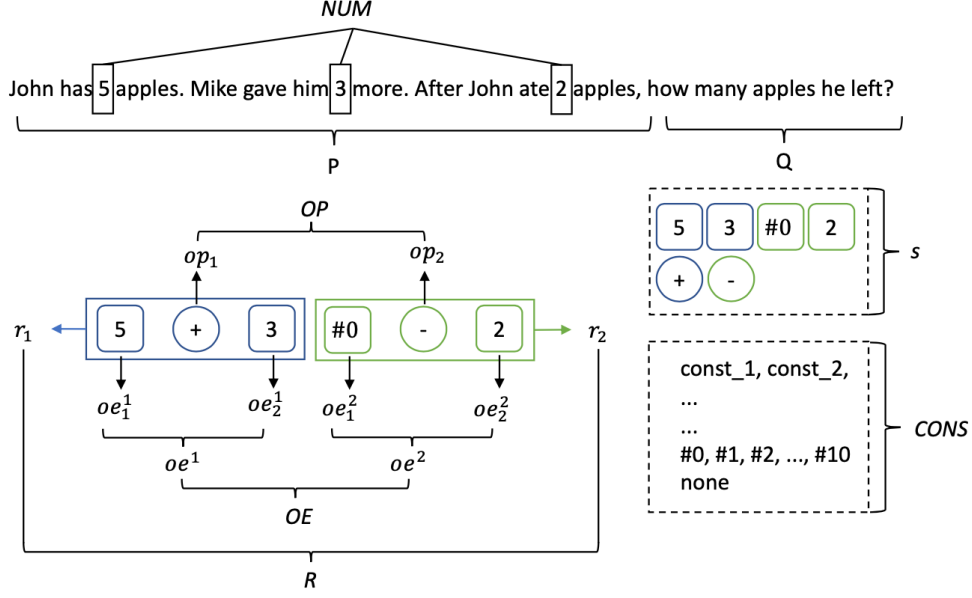 NUM
John has 5 apples. Mike gave him 3 more. After John ate 2 apples, how many apples he left?
P
Q
OP
op₁ op₂
r₁ 5 + 3 #0 - 2 r₂
oe₁¹ oe₂¹ oe₁² oe₂²
oe¹ oe²
OE
R
5 3 #0 2
+ -
s
const_1, const_2,
...
...
#0, #1, #2, ..., #10
none
CONS